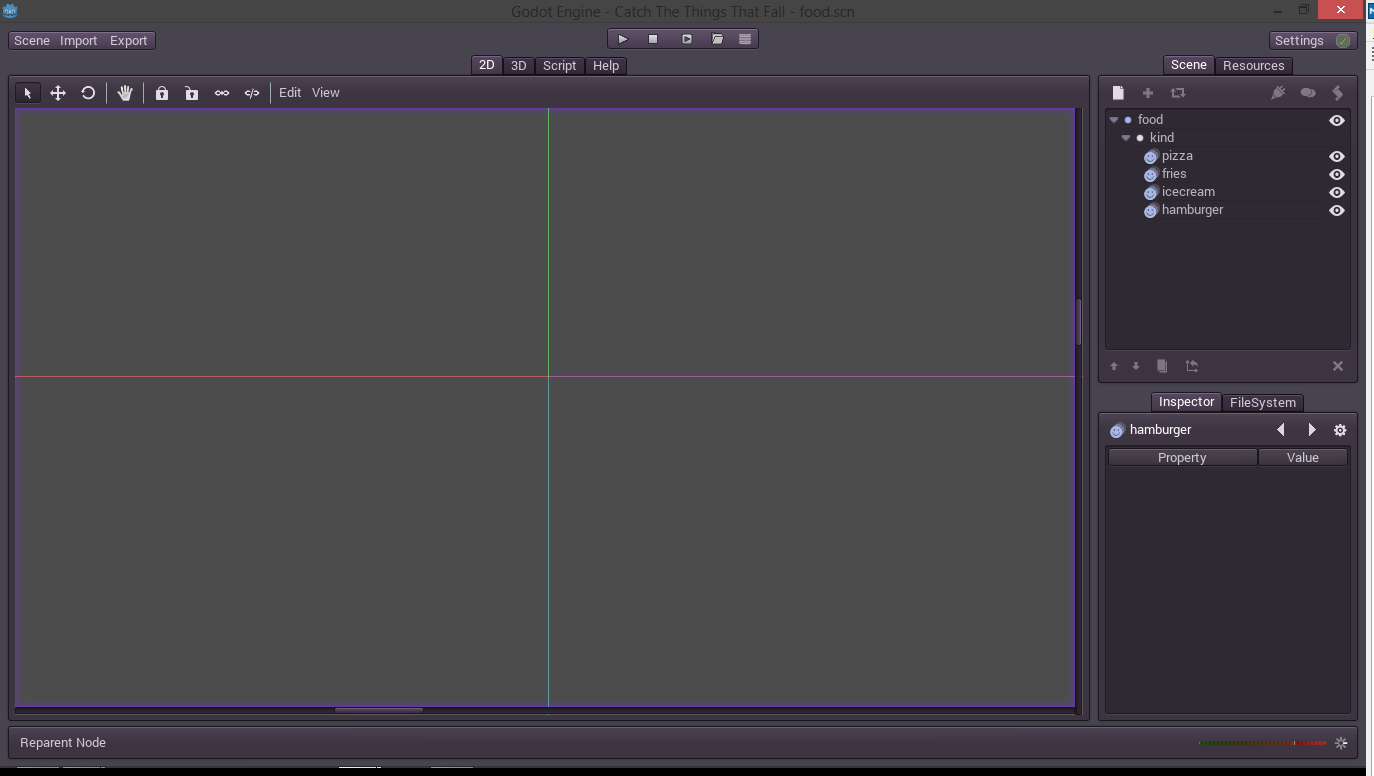 Godot Engine - Catch The Things That Fall - food.scn
Scene Import Export
Settings
2D 3D Script Help
Scene Resources
Edit View
food
kind
pizza
fries
icecream
hamburger
Inspector FileSystem
hamburger
Property Value
Reparent Node